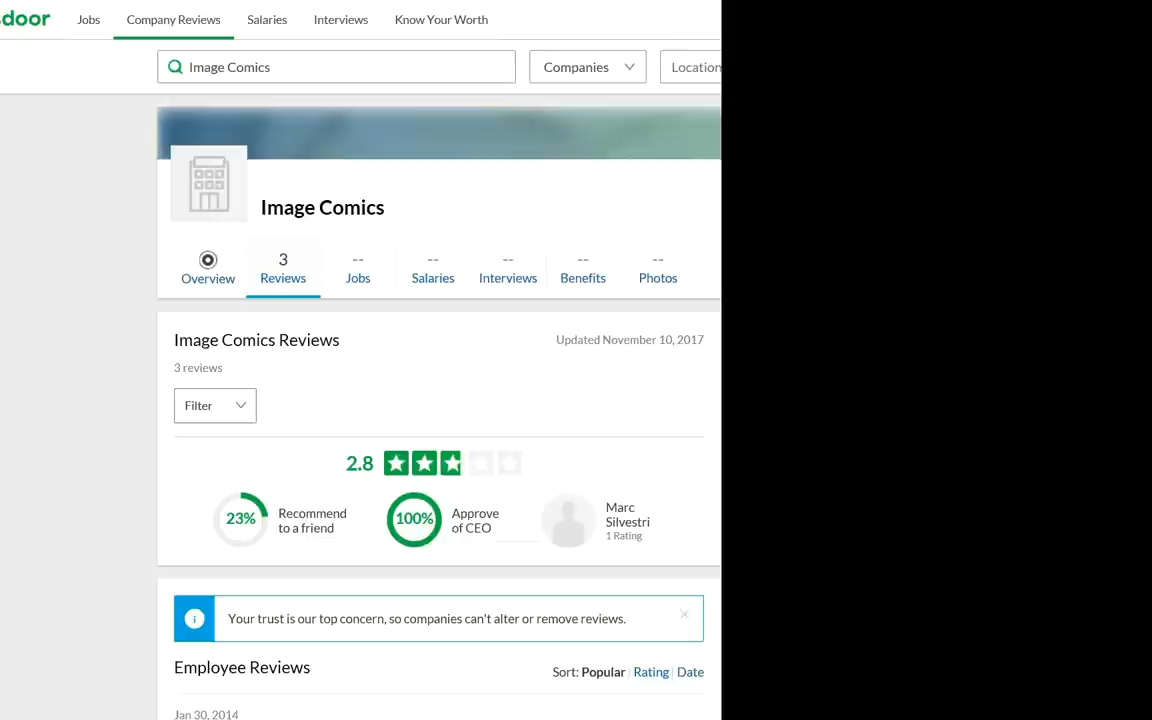 door Jobs Company Reviews Salaries Interviews Know Your Worth
Image Comics Companies Location
Image Comics
3 -- -- -- -- --
Overview Reviews Jobs Salaries Interviews Benefits Photos
Image Comics Reviews Updated November 10, 2017
3 reviews
Filter
2.8
23% Recommend to a friend 100% Approve of CEO Marc Silvestri 1 Rating
i Your trust is our top concern, so companies can't alter or remove reviews. ×
Employee Reviews Sort: Popular | Rating | Date
Jan 30, 2014